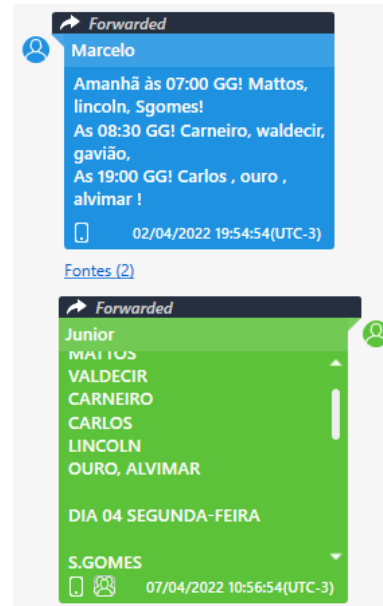 Forwarded
Marcelo
Amanhã às 07:00 GG! Mattos,
lincoln, Sgomes!
As 08:30 GG! Carneiro, waldecir,
gavião,
As 19:00 GG! Carlos , ouro ,
alvimar !
02/04/2022 19:54:54(UTC-3)
Fontes (2)
Forwarded
Junior
MATTOS
VALDECIR
CARNEIRO
CARLOS
LINCOLN
OURO, ALVIMAR
DIA 04 SEGUNDA-FEIRA
S.GOMES
07/04/2022 10:56:54(UTC-3)